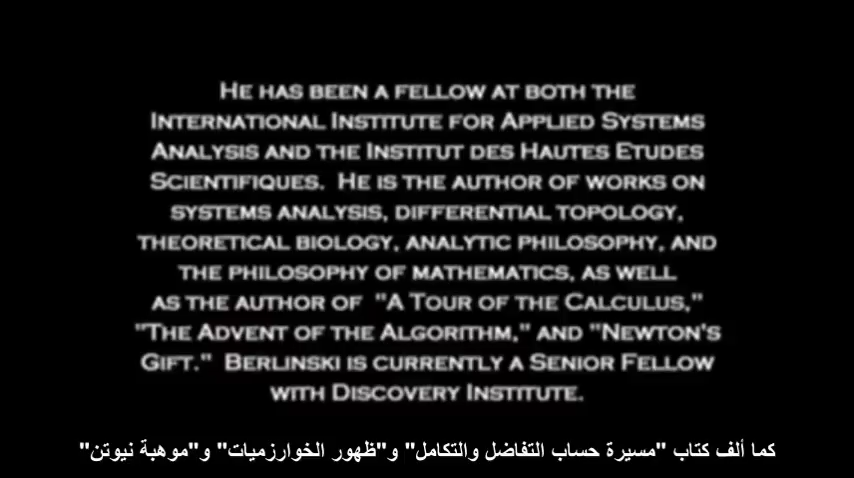 He has been a fellow at both the
International Institute for Applied Systems
Analysis and the Institut des Hautes Etudes
Scientifiques. He is the author of works on
systems analysis, differential topology,
theoretical biology, analytic philosophy, and
the philosophy of mathematics, as well
as the author of "A Tour of the Calculus,"
"The Advent of the Algorithm," and "Newton's
Gift." Berlinski is currently a Senior Fellow
with Discovery Institute.
كما ألف كتاب "مسيرة حساب التفاضل والتكامل" و"ظهور الخوارزميات" و"موهبة نيوتن"